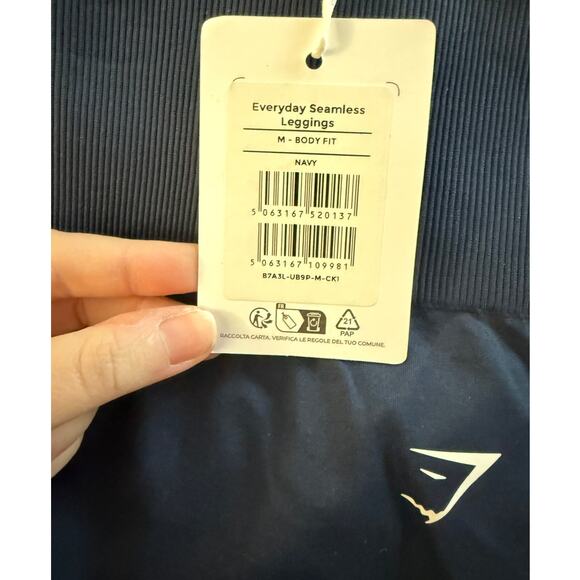 Everyday Seamless
Leggings
M - BODY FIT
NAVY
5 063167 520137
5 063167 109981
B7A3L-UB9P-M-CK1
FR
21
PAP
RACCOLTA CARTA. VERIFICA LE REGOLE DEL TUO COMUNE.